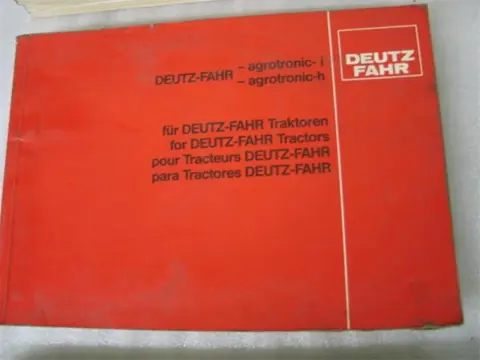 DEUTZ-FAHR – agrotronic- i
– agrotronic-h
für DEUTZ-FAHR Traktoren
for DEUTZ-FAHR Tractors
pour Tracteurs DEUTZ-FAHR
para Tractores DEUTZ-FAHR
DEUTZ
FAHR